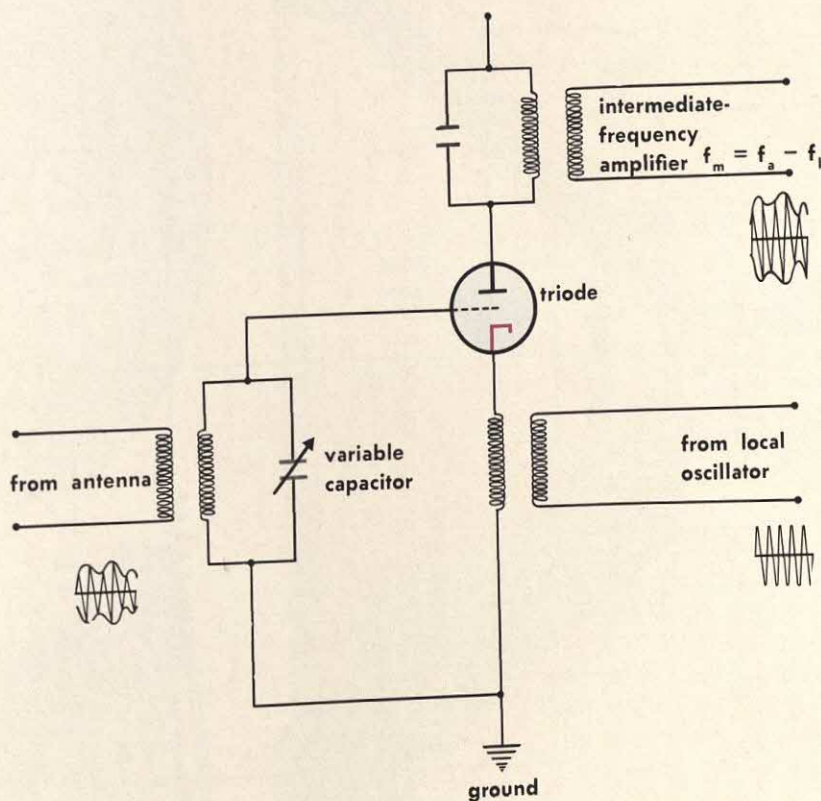 intermediate-
frequency
amplifier f_m = f_a – f_l
triode
variable
capacitor
from antenna
from local
oscillator
ground